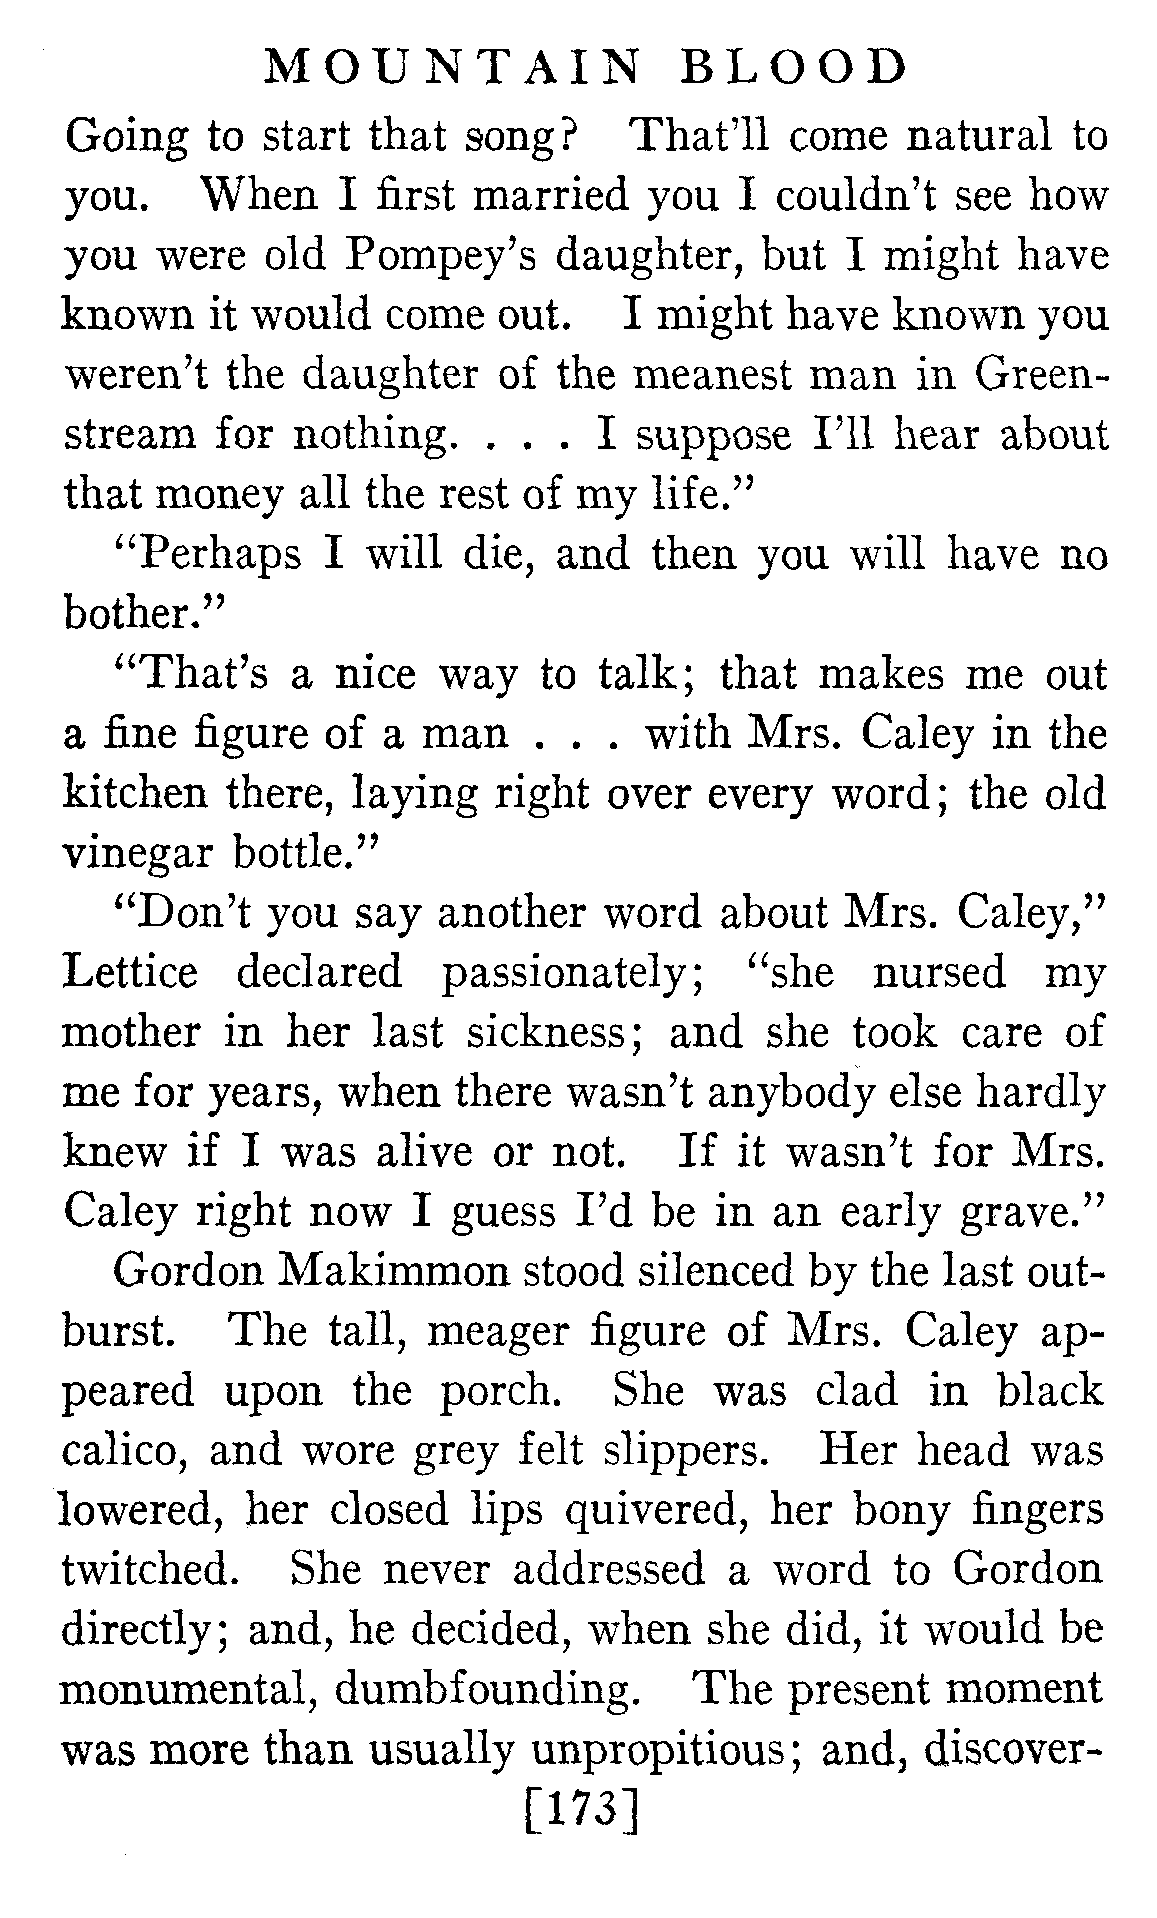 MOUNTAIN BLOOD
Going to start that song? That'll come natural to
you. When I first married you I couldn't see how
you were old Pompey's daughter, but I might have
known it would come out. I might have known you
weren't the daughter of the meanest man in Green-
stream for nothing. . . . I suppose I'll hear about
that money all the rest of my life.”
“Perhaps I will die, and then you will have no
bother.”
“That's a nice way to talk; that makes me out
a fine figure of a man . . . with Mrs. Caley in the
kitchen there, laying right over every word; the old
vinegar bottle.”
“Don't you say another word about Mrs. Caley,”
Lettice declared passionately; “she nursed my
mother in her last sickness; and she took care of
me for years, when there wasn't anybody else hardly
knew if I was alive or not. If it wasn't for Mrs.
Caley right now I guess I'd be in an early grave.”
Gordon Makimmon stood silenced by the last out-
burst. The tall, meager figure of Mrs. Caley ap-
peared upon the porch. She was clad in black
calico, and wore grey felt slippers. Her head was
lowered, her closed lips quivered, her bony fingers
twitched. She never addressed a word to Gordon
directly; and, he decided, when she did, it would be
monumental, dumbfounding. The present moment
was more than usually unpropitious; and, discover-
[173]